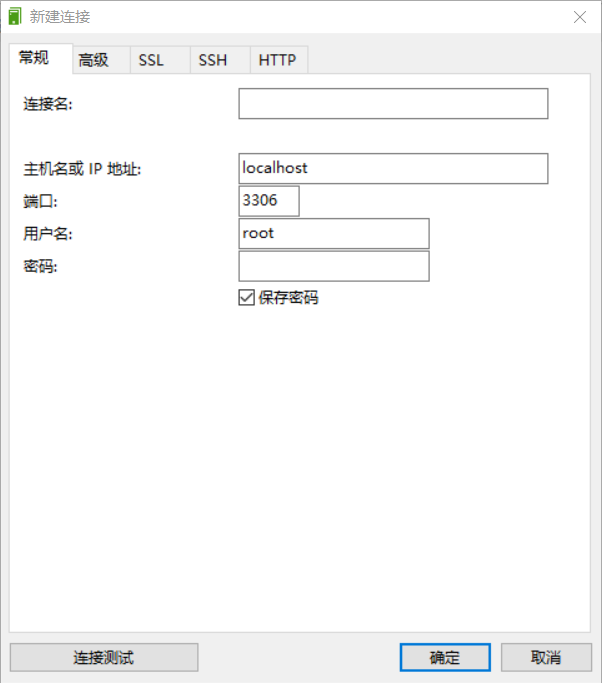 新建连接
常规 高级 SSL SSH HTTP
连接名:
主机名或 IP 地址: localhost
端口: 3306
用户名: root
密码:
保存密码
连接测试 确定 取消